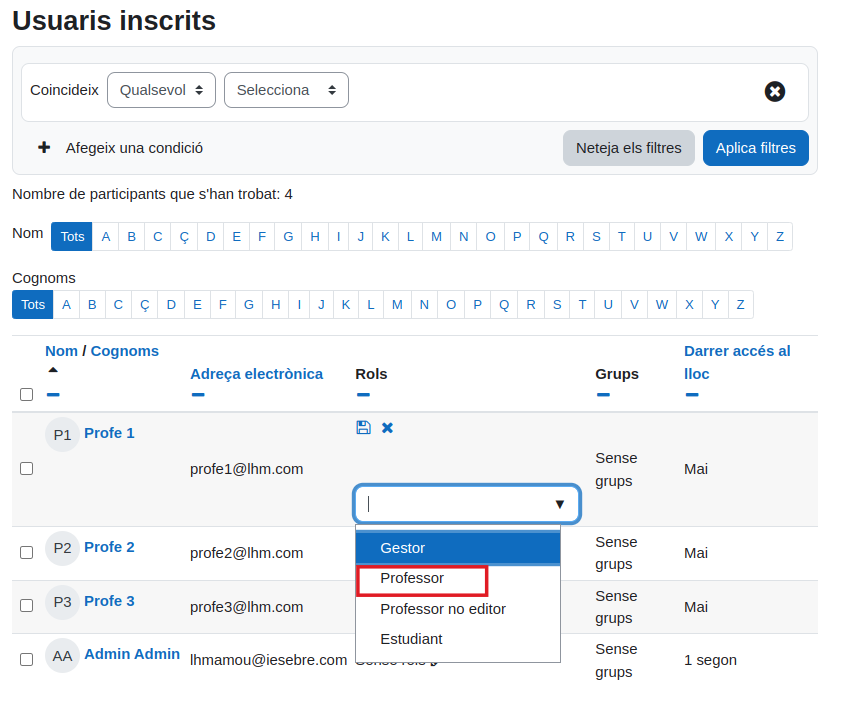 Usuaris inscrits
Coincideix Qualsevol Selecciona
Afegeix una condició Neteja els filtres Aplica filtres
Nombre de participants que s'han trobat: 4
Nom Tots A B C Ç D E F G H I J K L M N O P Q R S T U V W X Y Z
Cognoms
Tots A B C Ç D E F G H I J K L M N O P Q R S T U V W X Y Z
Nom / Cognoms Adreça electrònica Rols Grups Darrer accés al lloc
P1 Profe 1 profe1@lhm.com Sense grups Mai
Gestor
Professor
Professor no editor
Estudiant
P2 Profe 2 profe2@lhm.com Sense grups Mai
P3 Profe 3 profe3@lhm.com Sense grups Mai
AA Admin Admin lhmamou@iesebre.com Sense grups 1 segon